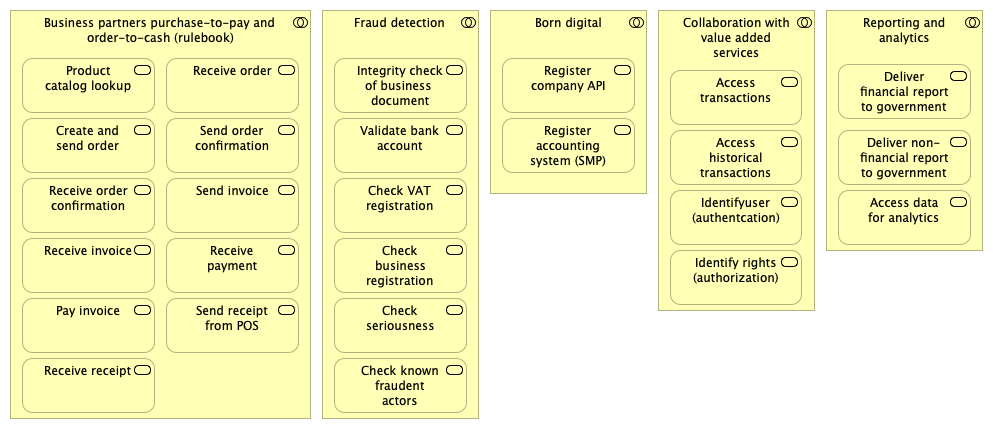 Business partners purchase-to-pay and
order-to-cash (rulebook)
Product
catalog lookup
Receive order
Create and
send order
Send order
confirmation
Receive order
confirmation
Send invoice
Receive invoice
Receive
payment
Pay invoice
Send receipt
from POS
Receive receipt
Fraud detection
Integrity check
of business
document
Validate bank
account
Check VAT
registration
Check
business
registration
Check
seriousness
Check known
fraudent
actors
Born digital
Register
company API
Register
accounting
system (SMP)
Collaboration with
value added
services
Access
transactions
Access
historical
transactions
Identifyuser
(authentcation)
Identify rights
(authorization)
Reporting and
analytics
Deliver
financial report
to government
Deliver non-
financial report
to government
Access data
for analytics